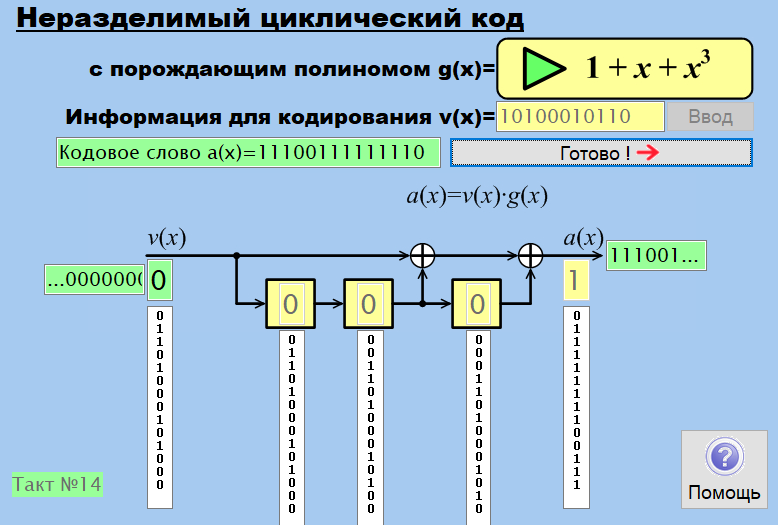 Неразделимый циклический код
с порождающим полиномом g(x)= 1 + x + x³
Информация для кодирования v(x)= 10100010110 Ввод
Кодовое слово a(x)=11100111111110 Готово !
a(x)=v(x)·g(x)
v(x) a(x)
...0000000 0 1 111001...
0 0 0
0 1 1 0 1 0 0 0 1 0 1 0 0 0
0 1 1 0 1 0 0 0 1 0 1 0 0 0
0 0 1 1 0 1 0 0 0 1 0 1 0 0
0 0 0 1 1 0 1 0 0 0 1 0 1 0
0 1 1 1 1 1 1 1 1 0 0 1 1 1
Такт №14
?
Помощь